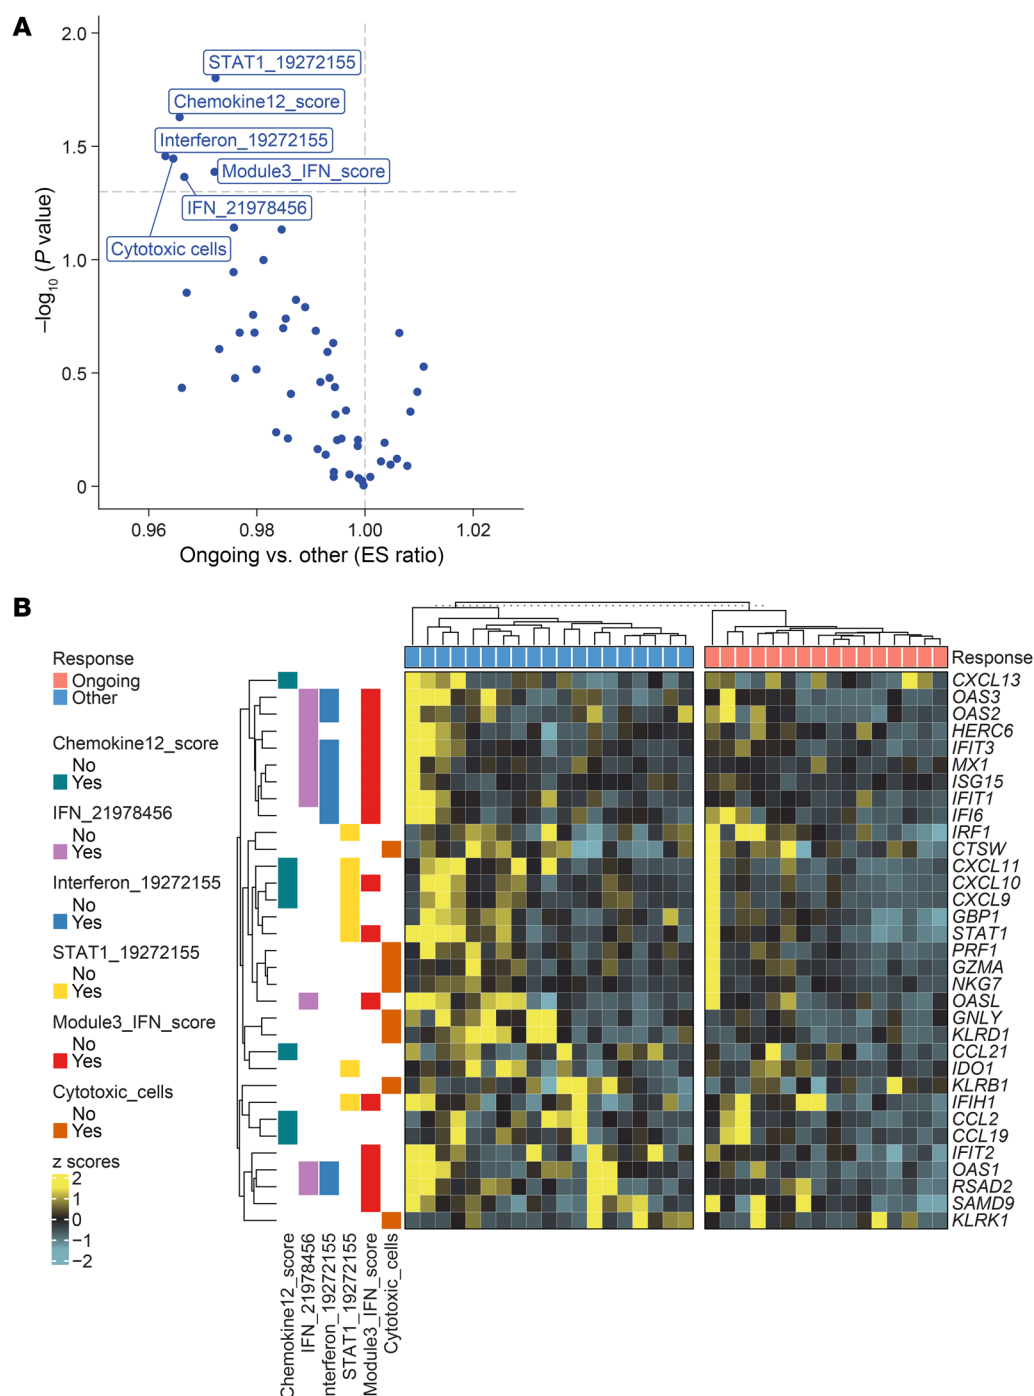 A
2.0
1.5
1.0
0.5
0
–log10 (P value)
STAT1_19272155
Chemokine12_score
Interferon_19272155
Module3_IFN_score
IFN_21978456
Cytotoxic cells
0.96
0.98
1.00
1.02
Ongoing vs. other (ES ratio)
B
Response
Ongoing
Other
Chemokine12_score
No
Yes
IFN_21978456
No
Yes
Interferon_19272155
No
Yes
STAT1_19272155
No
Yes
Module3_IFN_score
No
Yes
Cytotoxic_cells
No
Yes
z scores
2
1
0
–1
–2
Response
CXCL13
OAS3
OAS2
HERC6
IFIT3
MX1
ISG15
IFIT1
IFI6
IRF1
CTSW
CXCL11
CXCL10
CXCL9
GBP1
STAT1
PRF1
GZMA
NKG7
OASL
GNLY
KLRD1
CCL21
IDO1
KLRB1
IFIH1
CCL2
CCL19
IFIT2
OAS1
RSAD2
SAMD9
KLRK1
Chemokine12_score
IFN_21978456
nterferon_19272155
STAT1_19272155
Module3_IFN_score
Cytotoxic_cells